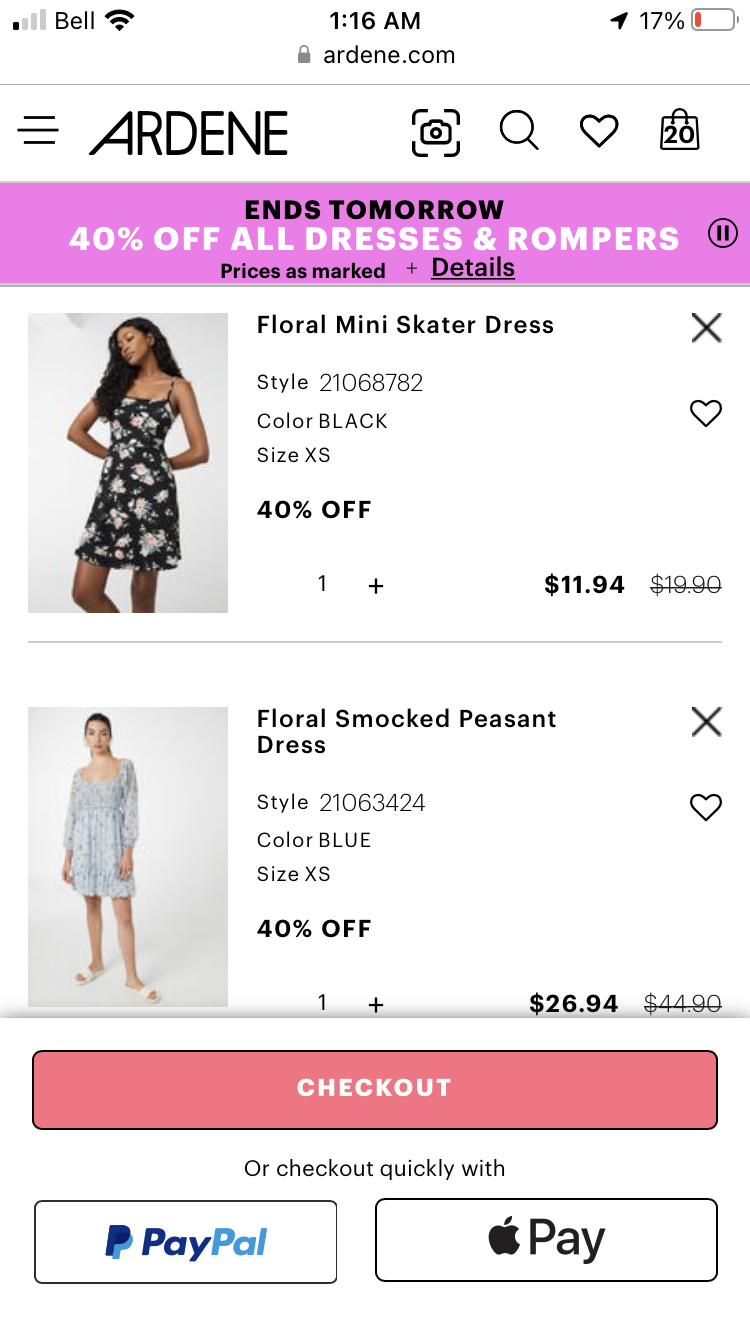 Bell 1:16 AM 17%
ardene.com
ARDENE 20
ENDS TOMORROW
40% OFF ALL DRESSES & ROMPERS
Prices as marked + Details
Floral Mini Skater Dress
Style 21068782
Color BLACK
Size XS
40% OFF
1 + $11.94 $19.90
Floral Smocked Peasant
Dress
Style 21063424
Color BLUE
Size XS
40% OFF
1 + $26.94 $44.90
CHECKOUT
Or checkout quickly with
PayPal Pay